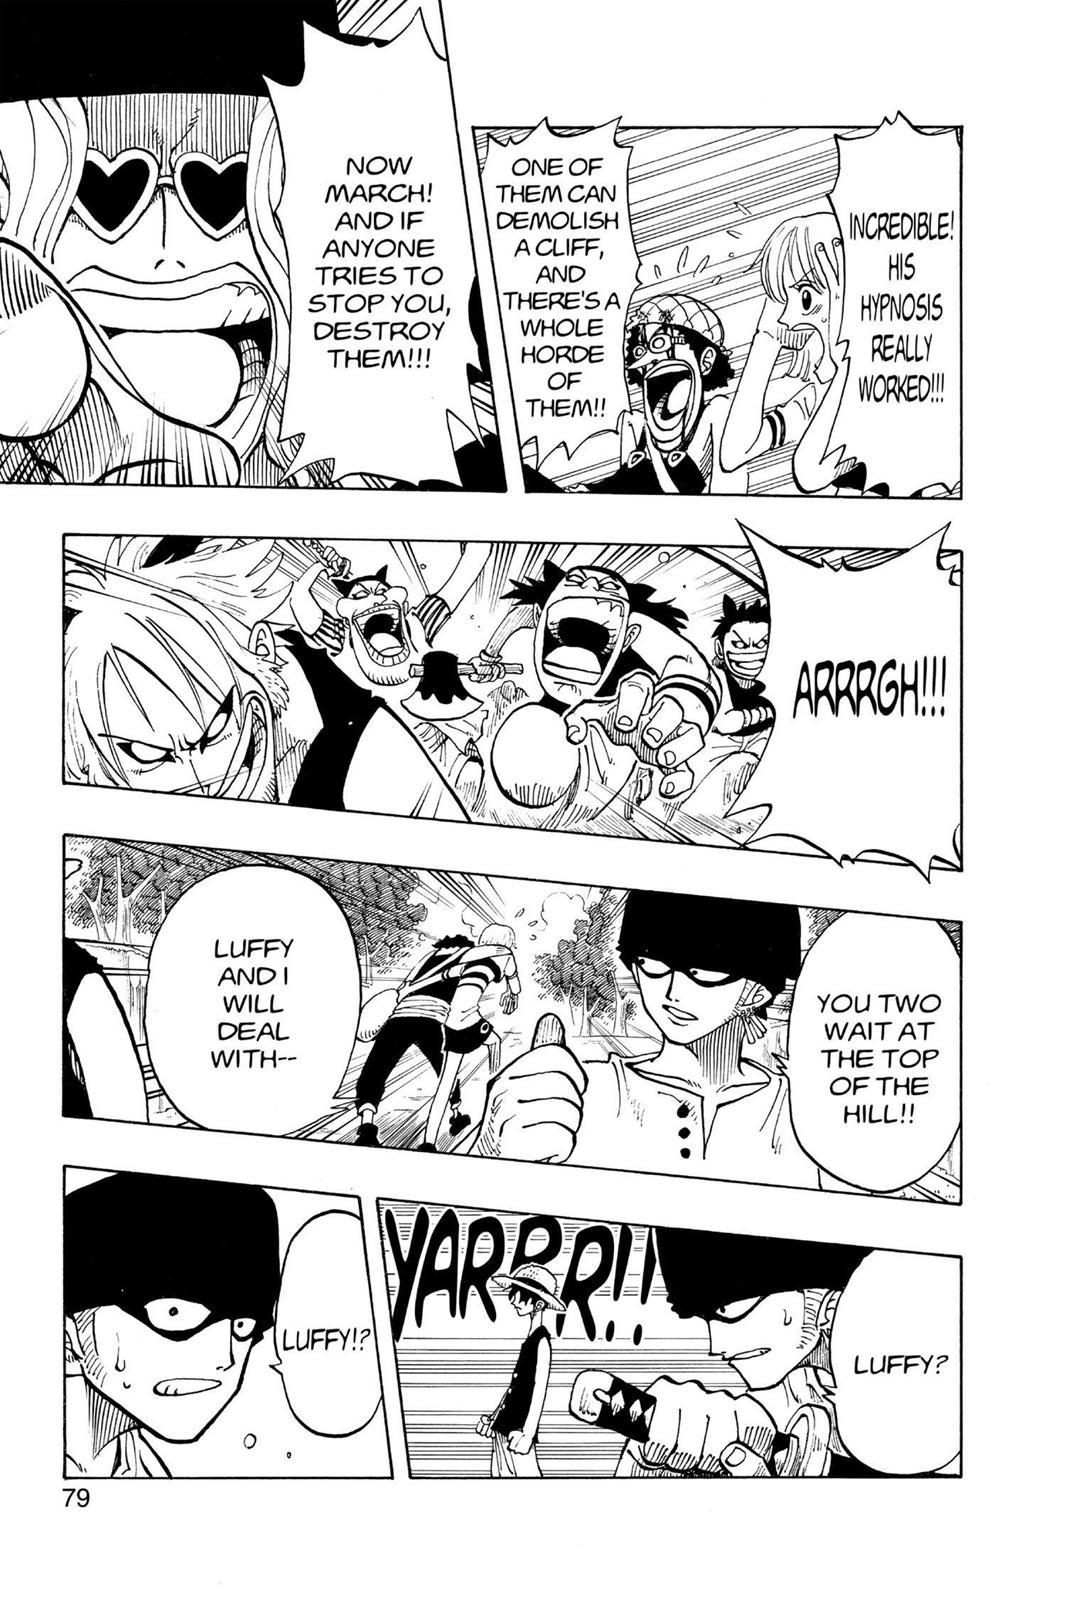 INCREDIBLE!
HIS
HYPNOSIS
REALLY
WORKED!!!
ONE OF
THEM CAN
DEMOLISH
A CLIFF,
AND
THERE'S A
WHOLE
HORDE
OF
THEM!!
NOW
MARCH!
AND IF
ANYONE
TRIES TO
STOP YOU,
DESTROY
THEM!!!
ARRRGH!!!
YOU TWO
WAIT AT
THE TOP
OF THE
HILL!!
LUFFY
AND I
WILL
DEAL
WITH--
LUFFY?
YARRR!!
LUFFY!?
79